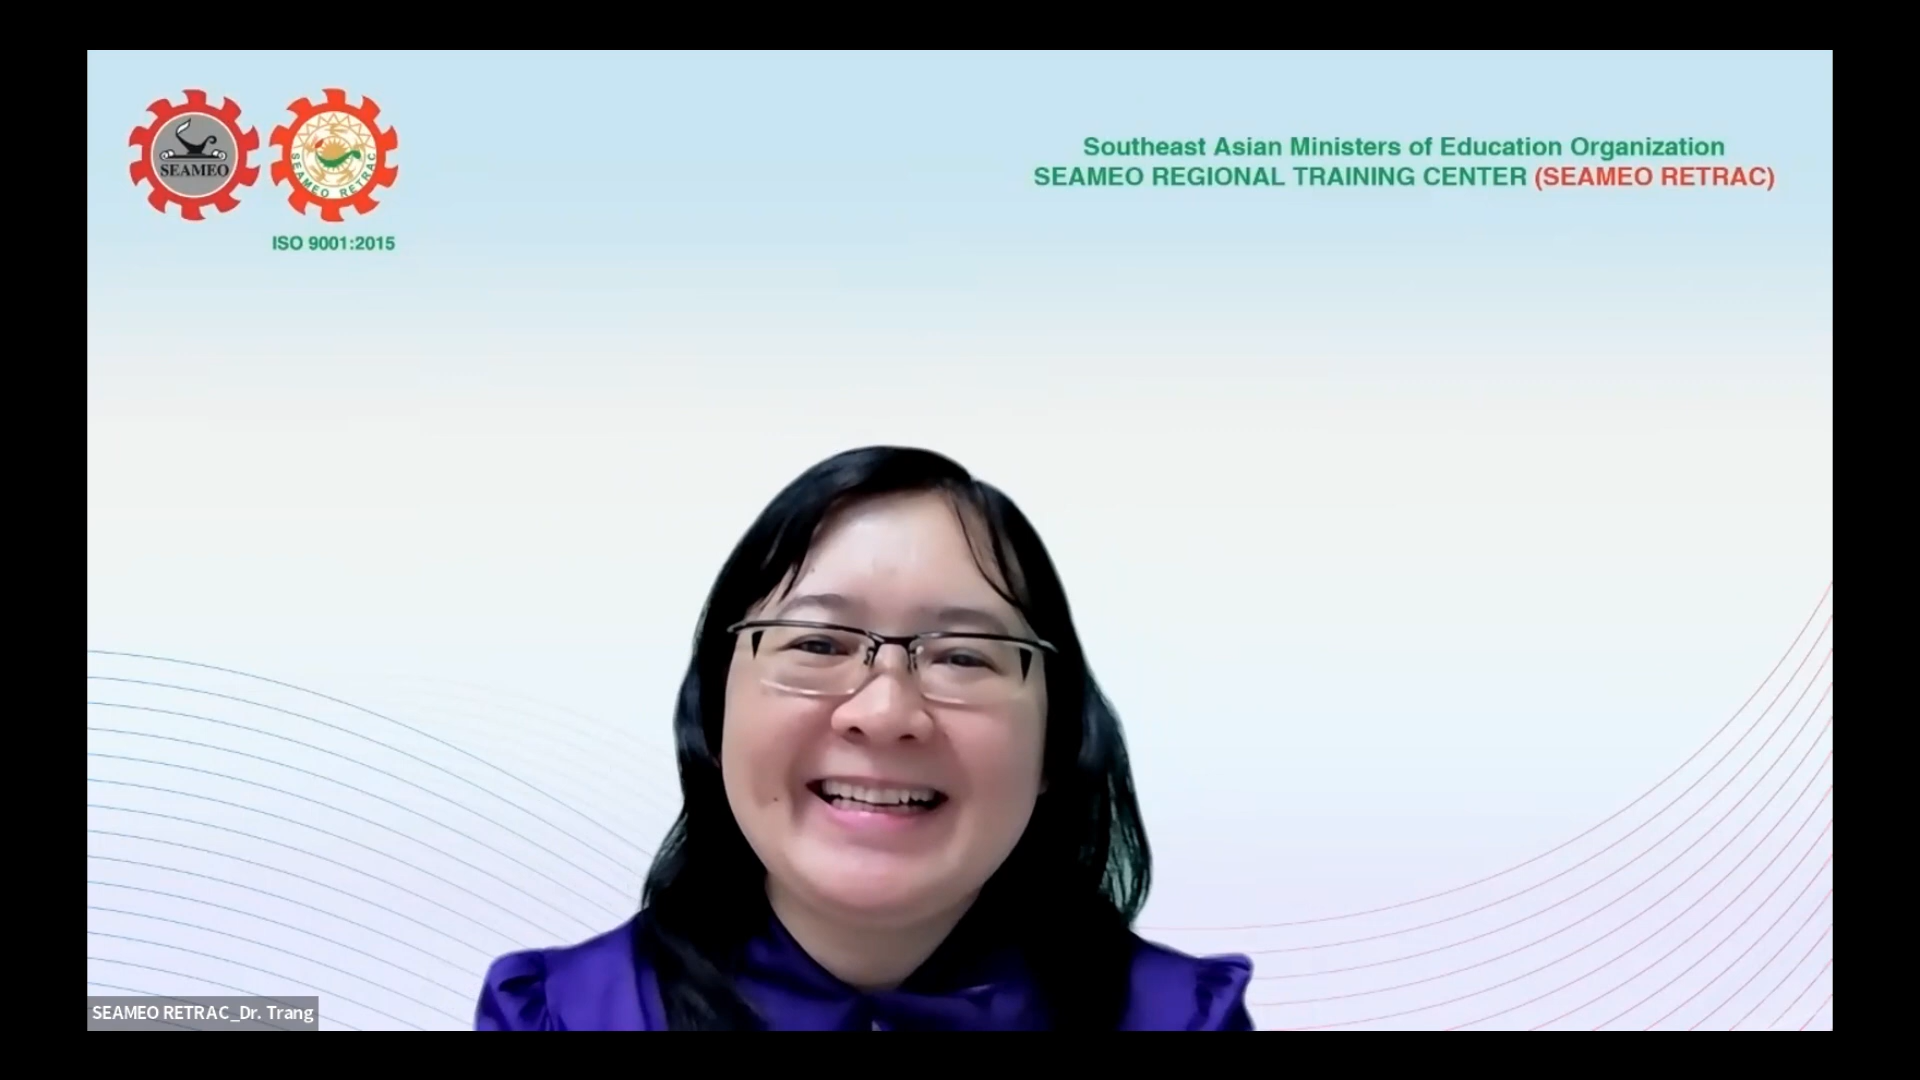 SEAMEO
SEAMEO RETRAC
ISO 9001:2015
Southeast Asian Ministers of Education Organization
SEAMEO REGIONAL TRAINING CENTER (SEAMEO RETRAC)
SEAMEO RETRAC_Dr. Trang